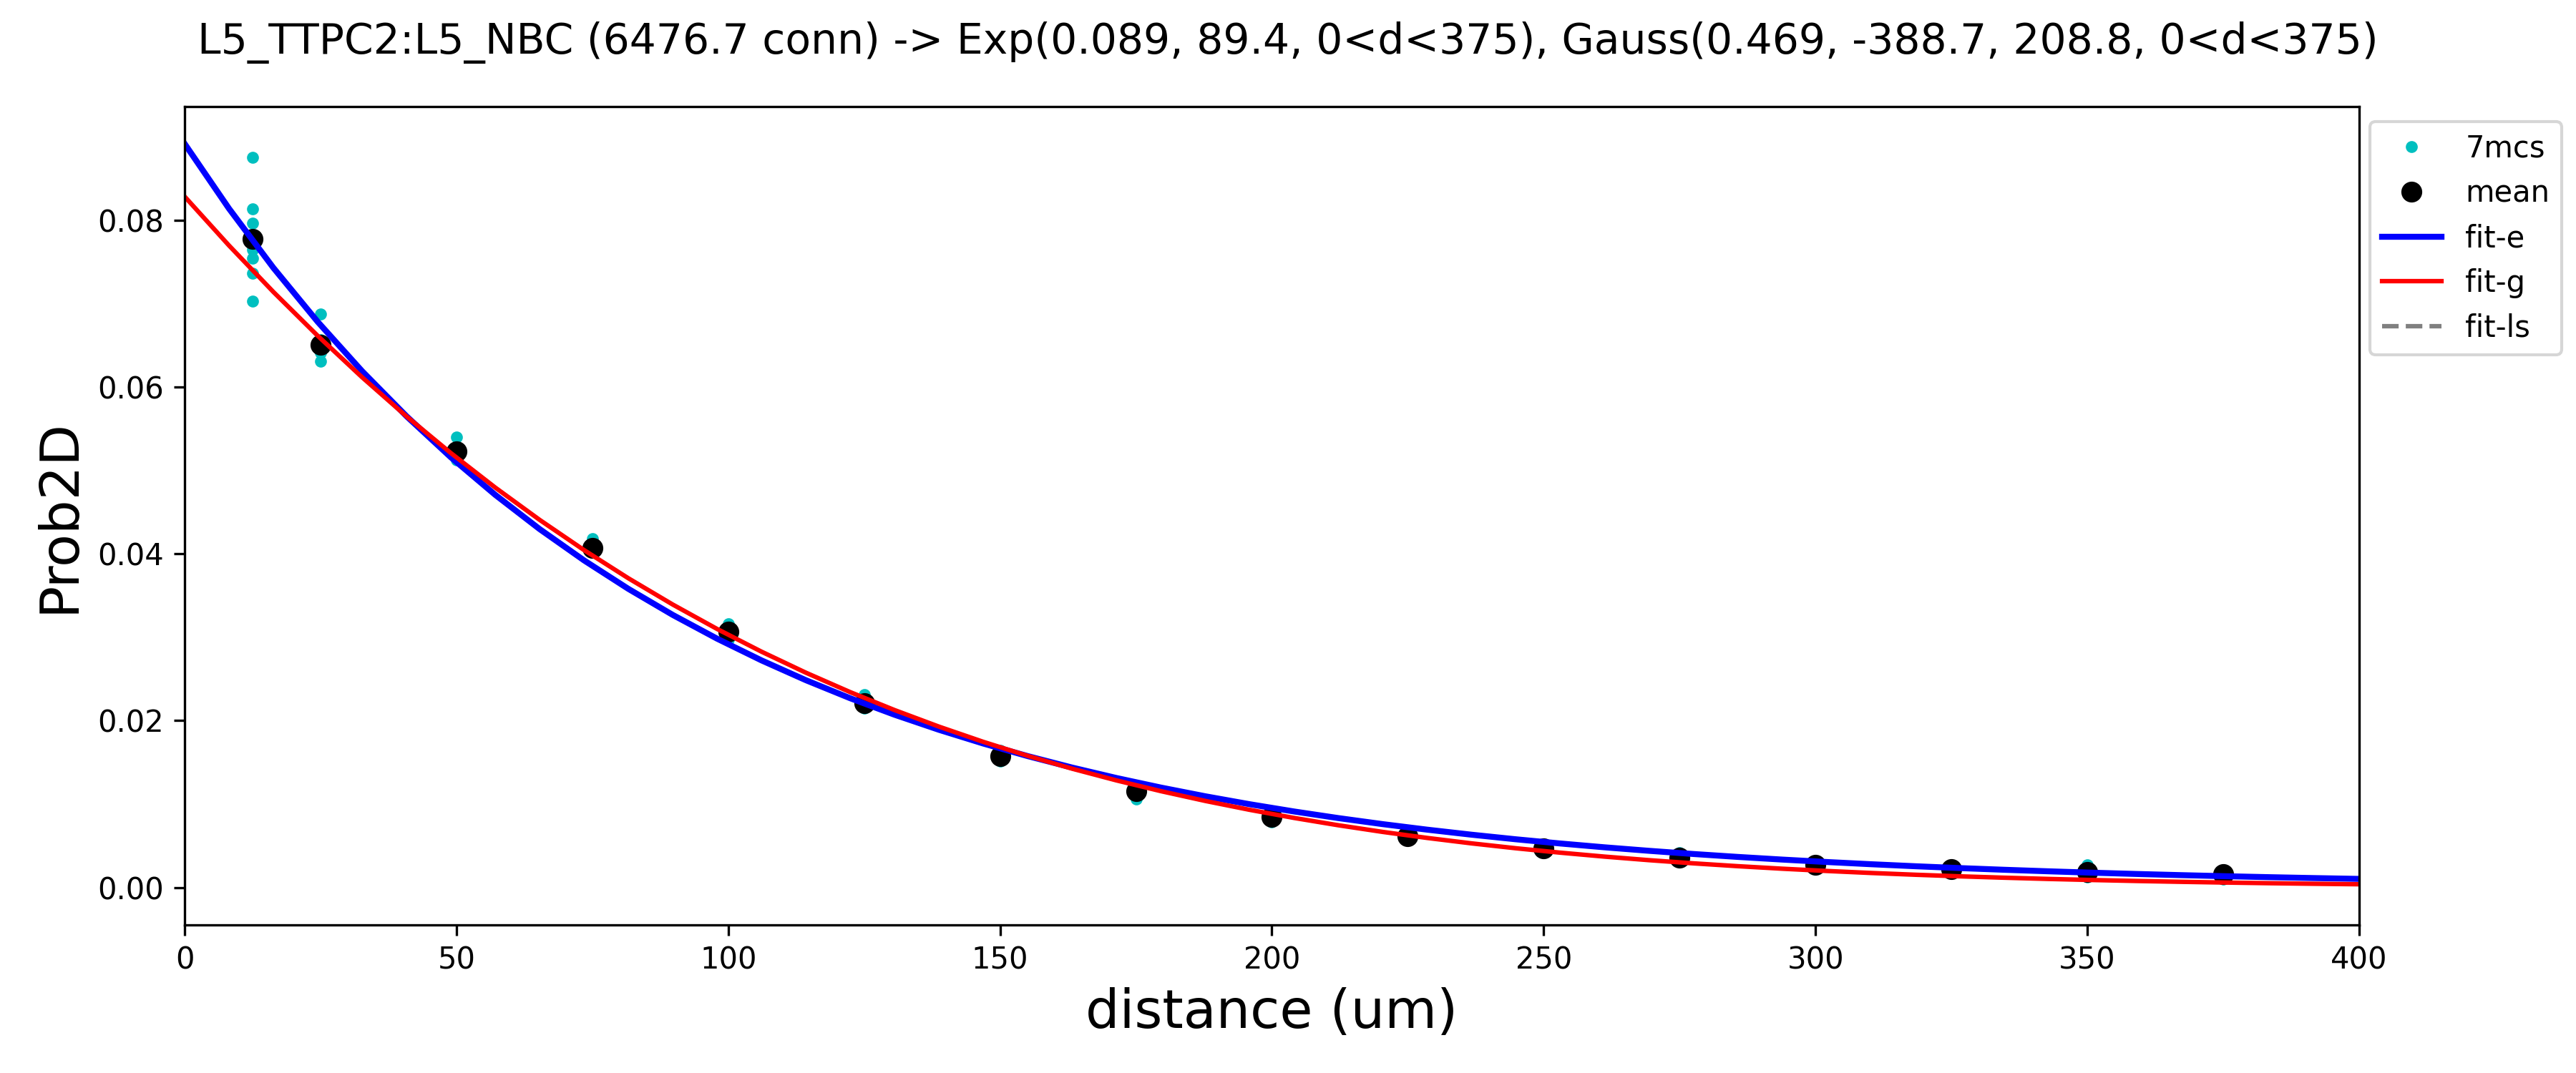 L5_TTPC2:L5_NBC (6476.7 conn) -> Exp(0.089, 89.4, 0<d<375), Gauss(0.469, -388.7, 208.8, 0<d<375)
7mcs
mean
fit-e
fit-g
fit-ls
Prob2D
0.08
0.06
0.04
0.02
0.00
0 50 100 150 200 250 300 350 400
distance (um)